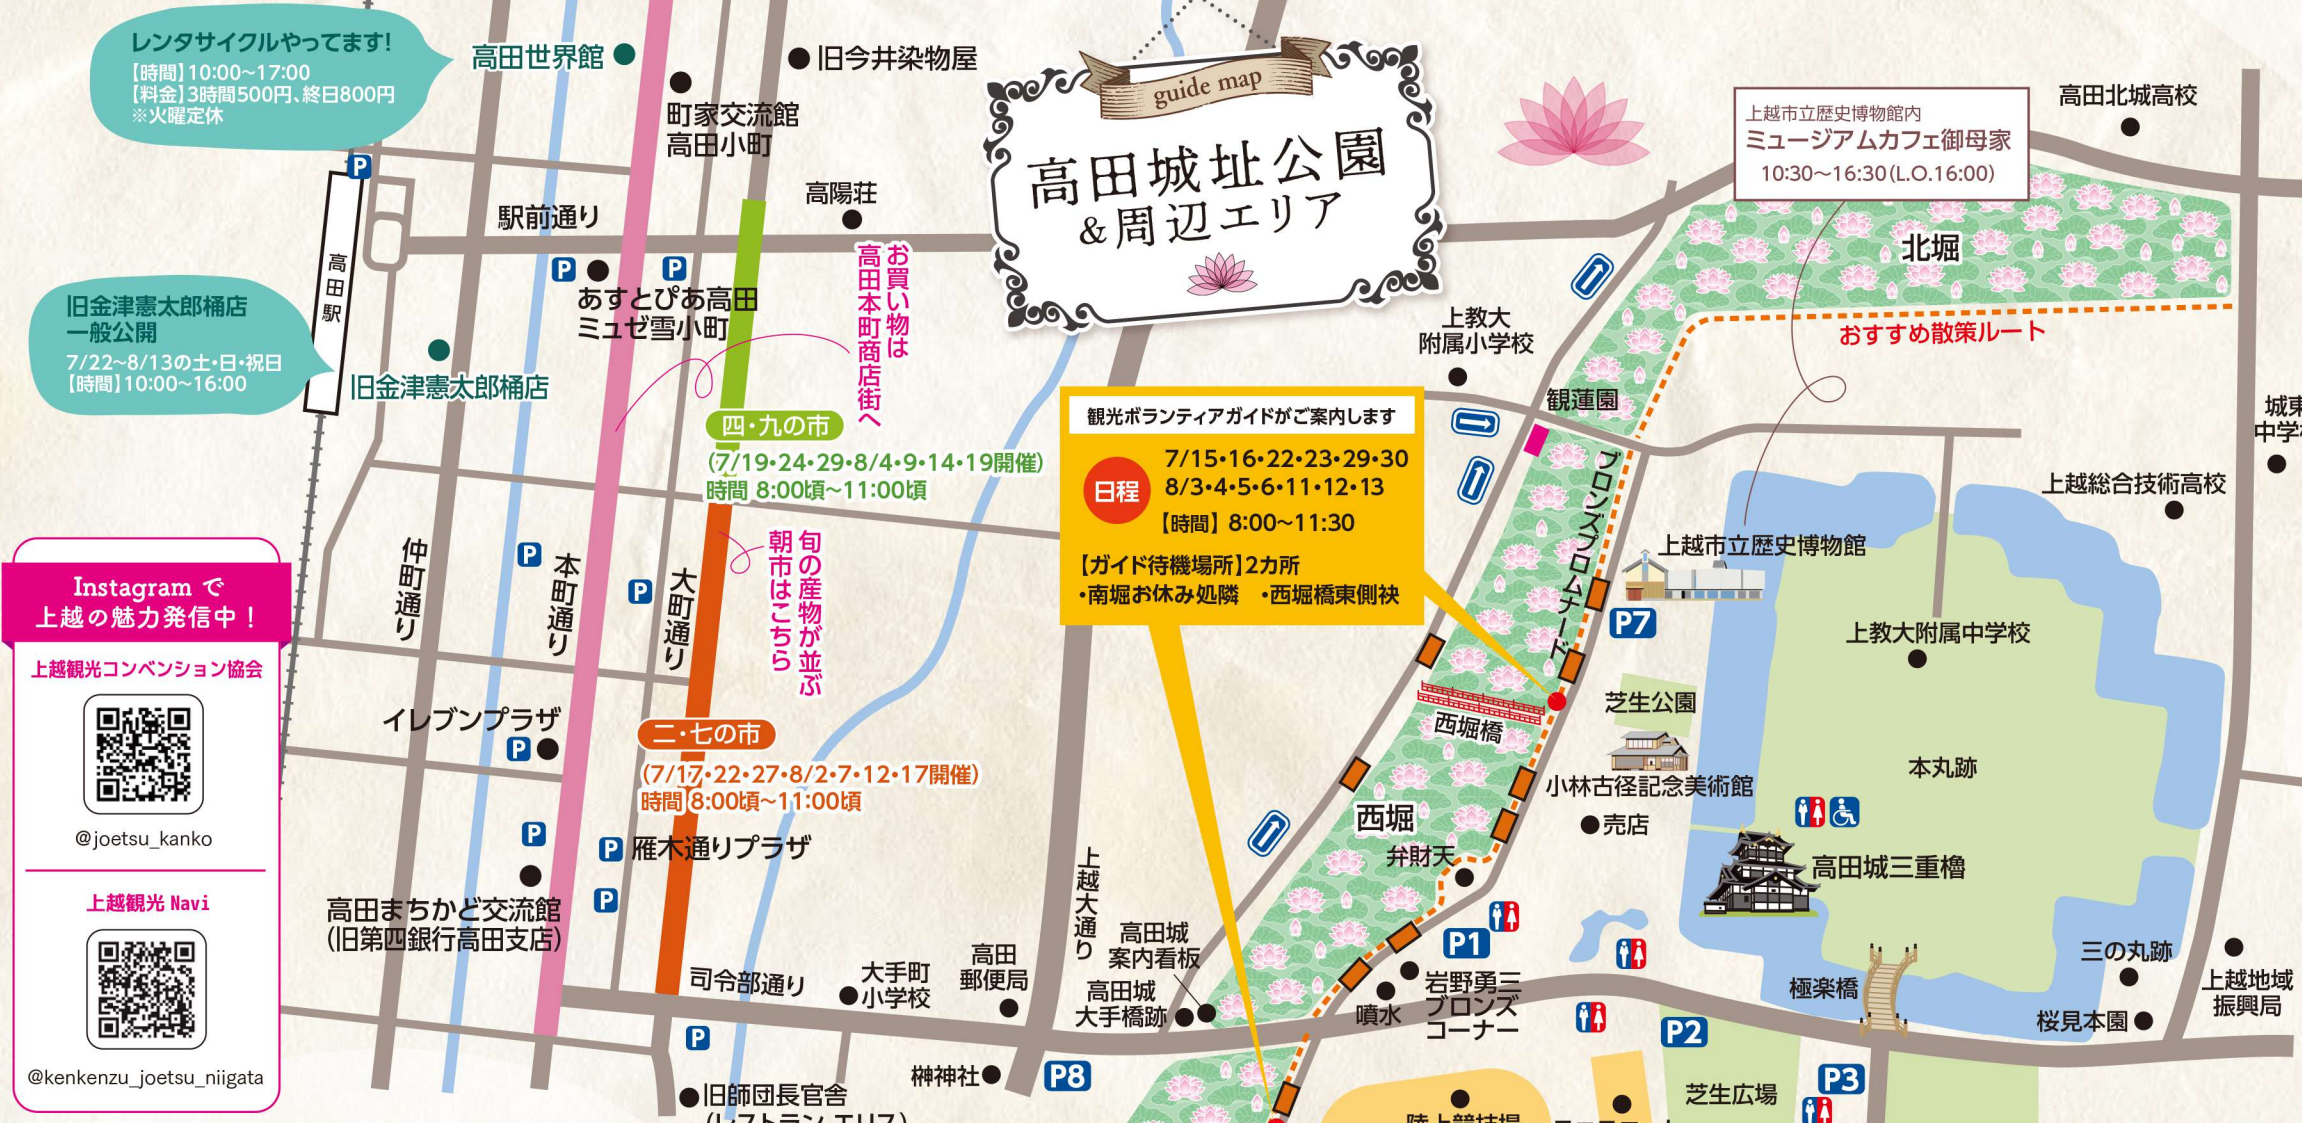 レンタサイクルやってます!
【時間】10:00~17:00
【料金】3時間500円、終日800円
※火曜定休
高田世界館
旧今井染物屋
町家交流館
高田小町
guide map
高田城址公園
&周辺エリア
上越市立歴史博物館内
ミュージアムカフェ御母家
10:30~16:30(L.O.16:00)
高田北城高校
P
高田駅
駅前通り
高陽荘
P
P
あすとぴあ高田
ミュゼ雪小町
お買い物は
高田本町商店街へ
北堀
おすすめ散策ルート
旧金津憲太郎桶店
一般公開
7/22~8/13の土・日・祝日
【時間】10:00~16:00
旧金津憲太郎桶店
上教大
附属小学校
観蓮園
四・九の市
(7/19・24・29・8/4・9・14・19開催)
時間 8:00頃~11:00頃
観光ボランティアガイドがご案内します
日程
7/15・16・22・23・29・30
8/3・4・5・6・11・12・13
【時間】 8:00~11:30
【ガイド待機場所】2カ所
・南堀お休み処隣 ・西堀橋東側袂
ブロンズプロムナード
城東
中学校
上越総合技術高校
上越市立歴史博物館
P7
上教大附属中学校
仲町通り
P
本町通り
P
大町通り
旬の産物が並ぶ
朝市はこちら
Instagram で
上越の魅力発信中!
上越観光コンベンション協会
@joetsu_kanko
上越観光 Navi
@kenkenzu_joetsu_niigata
イレブンプラザ
P
二・七の市
(7/17・22・27・8/2・7・12・17開催)
時間 8:00頃~11:00頃
P
P
雁木通りプラザ
P
高田まちかど交流館
(旧第四銀行高田支店)
西堀橋
西堀
弁財天
芝生公園
小林古径記念美術館
売店
本丸跡
高田城三重櫓
上越大通り
高田城
案内看板
高田城
大手橋跡
司令部通り
大手町
小学校
高田
郵便局
P1
岩野勇三
ブロンズ
コーナー
噴水
極楽橋
三の丸跡
桜見本園
上越地域
振興局
P
旧師団長官舎
(レストラン エリス)
榊神社
P8
P2
芝生広場
P3
陸上競技場